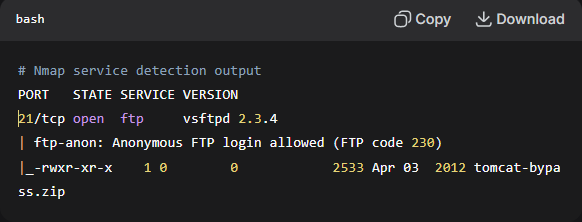 bash
Copy
Download
# Nmap service detection output
PORT   STATE SERVICE VERSION
21/tcp open  ftp     vsftpd 2.3.4
| ftp-anon: Anonymous FTP login allowed (FTP code 230)
|_-rwxr-xr-x    1 0        0            2533 Apr 03  2012 tomcat-bypa
ss.zip